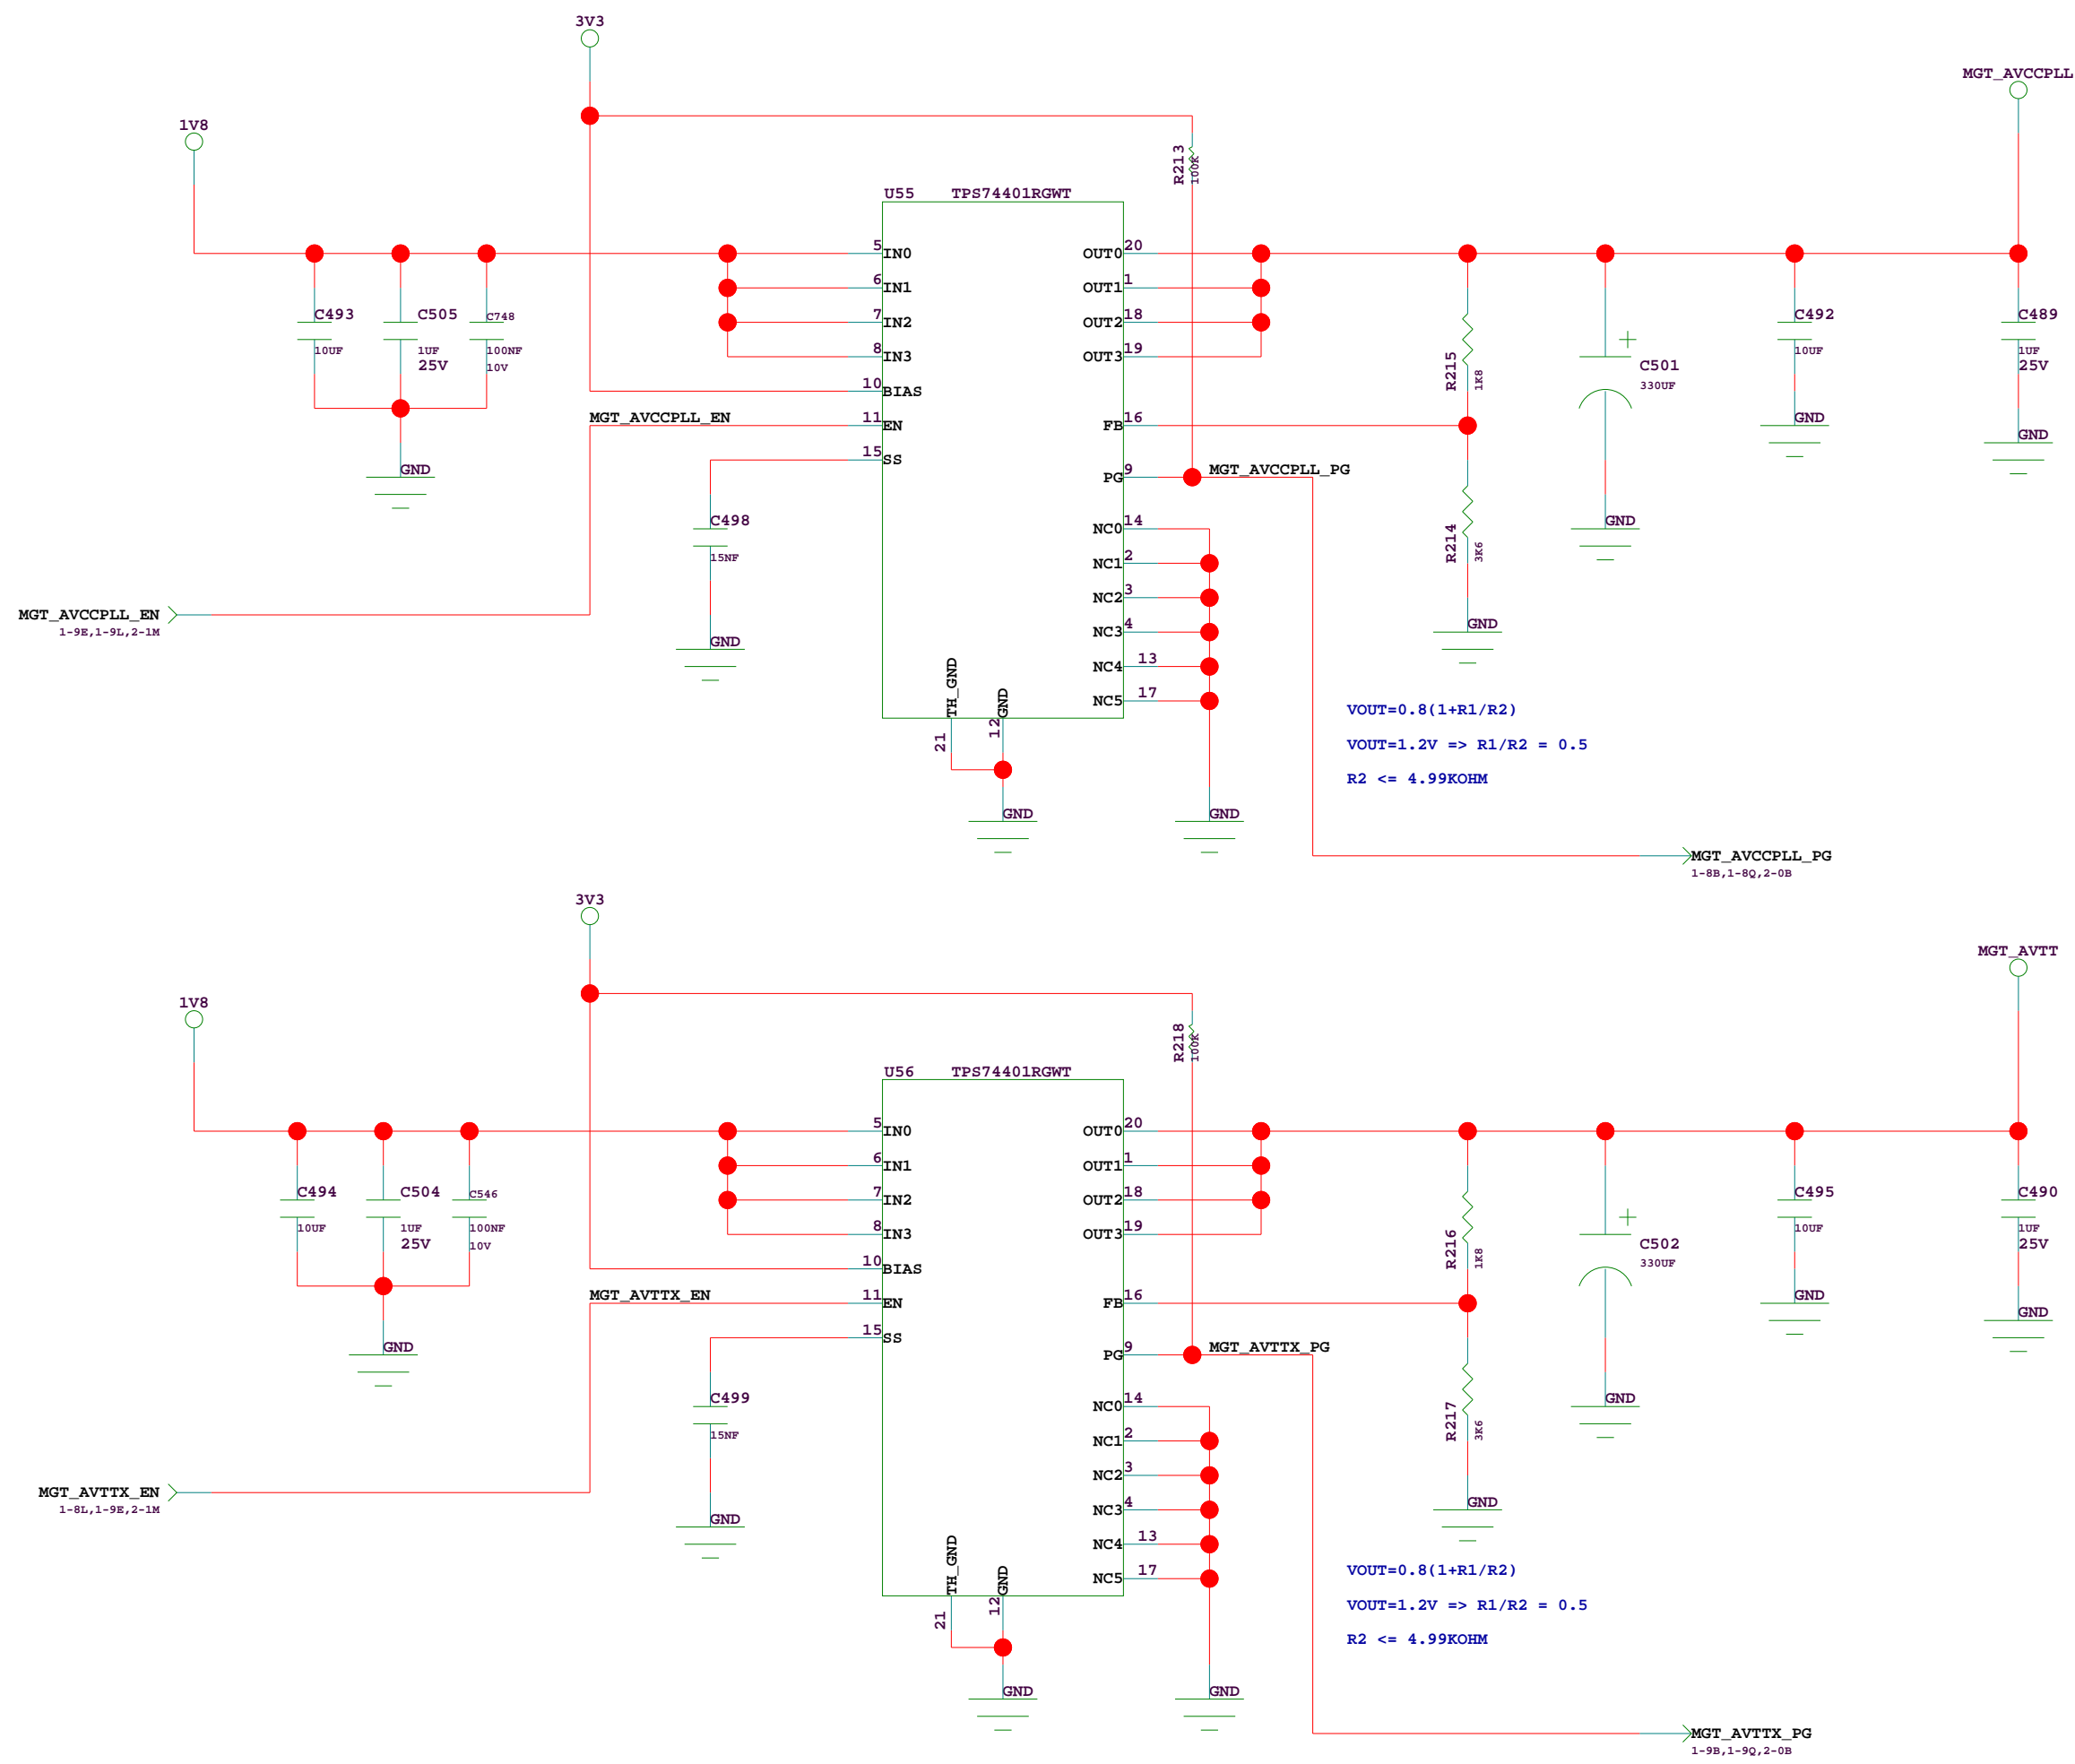 3V3
MGT_AVCCPLL
1V8
R213
100K
U55 TPS74401RGWT
5 IN0
6 IN1
7 IN2
8 IN3
10 BIAS
11 EN
15 SS
OUT0 20
OUT1 1
OUT2 18
OUT3 19
FB 16
PG 9
NC0 14
NC1 2
NC2 3
NC3 4
NC4 13
NC5 17
TH_GND
21
GND
12
GND
GND
C493
10UF
C505
1UF
25V
C748
100NF
10V
GND
MGT_AVCCPLL_EN
C498
15NF
GND
MGT_AVCCPLL_EN
1-9E,1-9L,2-1M
R215
1K8
R214
3K6
GND
C501
330UF
GND
C492
10UF
GND
C489
1UF
25V
GND
MGT_AVCCPLL_PG
VOUT=0.8(1+R1/R2)
VOUT=1.2V => R1/R2 = 0.5
R2 <= 4.99KOHM
MGT_AVCCPLL_PG
1-8B,1-8Q,2-0B
3V3
MGT_AVTT
1V8
R218
100K
U56 TPS74401RGWT
5 IN0
6 IN1
7 IN2
8 IN3
10 BIAS
11 EN
15 SS
OUT0 20
OUT1 1
OUT2 18
OUT3 19
FB 16
PG 9
NC0 14
NC1 2
NC2 3
NC3 4
NC4 13
NC5 17
TH_GND
21
GND
12
GND
GND
C494
10UF
C504
1UF
25V
C546
100NF
10V
GND
MGT_AVTTX_EN
C499
15NF
GND
MGT_AVTTX_EN
1-8L,1-9E,2-1M
R216
1K8
R217
3K6
GND
C502
330UF
GND
C495
10UF
GND
C490
1UF
25V
GND
MGT_AVTTX_PG
VOUT=0.8(1+R1/R2)
VOUT=1.2V => R1/R2 = 0.5
R2 <= 4.99KOHM
MGT_AVTTX_PG
1-9B,1-9Q,2-0B